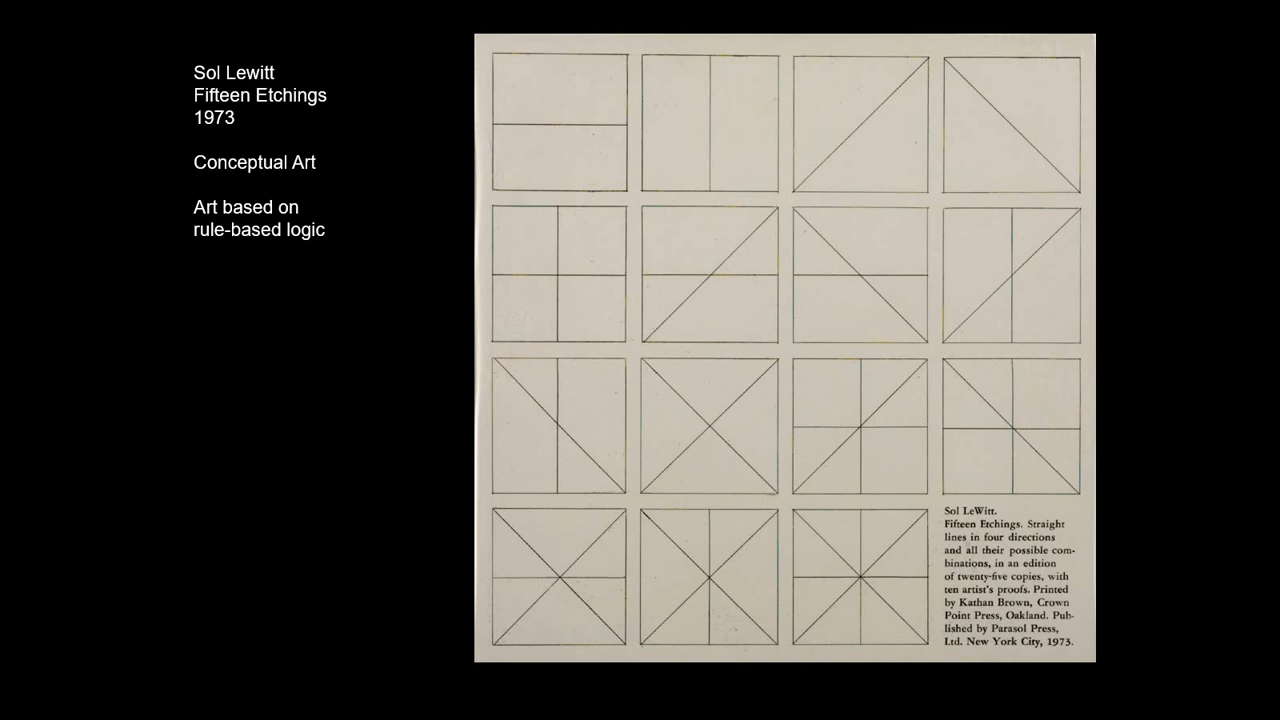 Sol Lewitt
Fifteen Etchings
1973
Conceptual Art
Art based on
rule-based logic
Sol LeWitt.
Fifteen Etchings. Straight
lines in four directions
and all their possible com-
binations, in an edition
of twenty-five copies, with
ten artist's proofs. Printed
by Kathan Brown, Crown
Point Press, Oakland. Pub-
lished by Parasol Press,
Ltd. New York City, 1973.